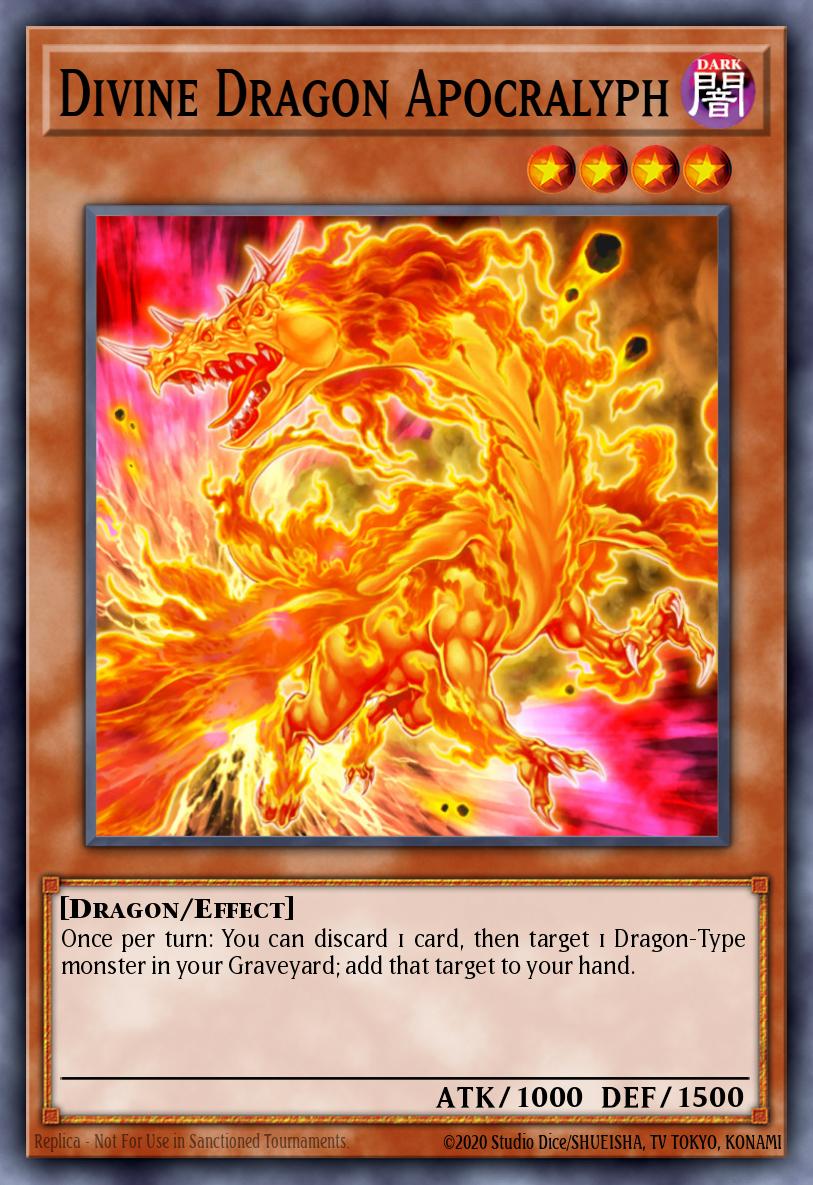 Divine Dragon Apocralyph
DARK
闇
[Dragon/Effect]
Once per turn: You can discard 1 card, then target 1 Dragon-Type
monster in your Graveyard; add that target to your hand.
ATK/1000 DEF/1500
Replica - Not For Use in Sanctioned Tournaments.
©2020 Studio Dice/SHUEISHA, TV TOKYO, KONAMI